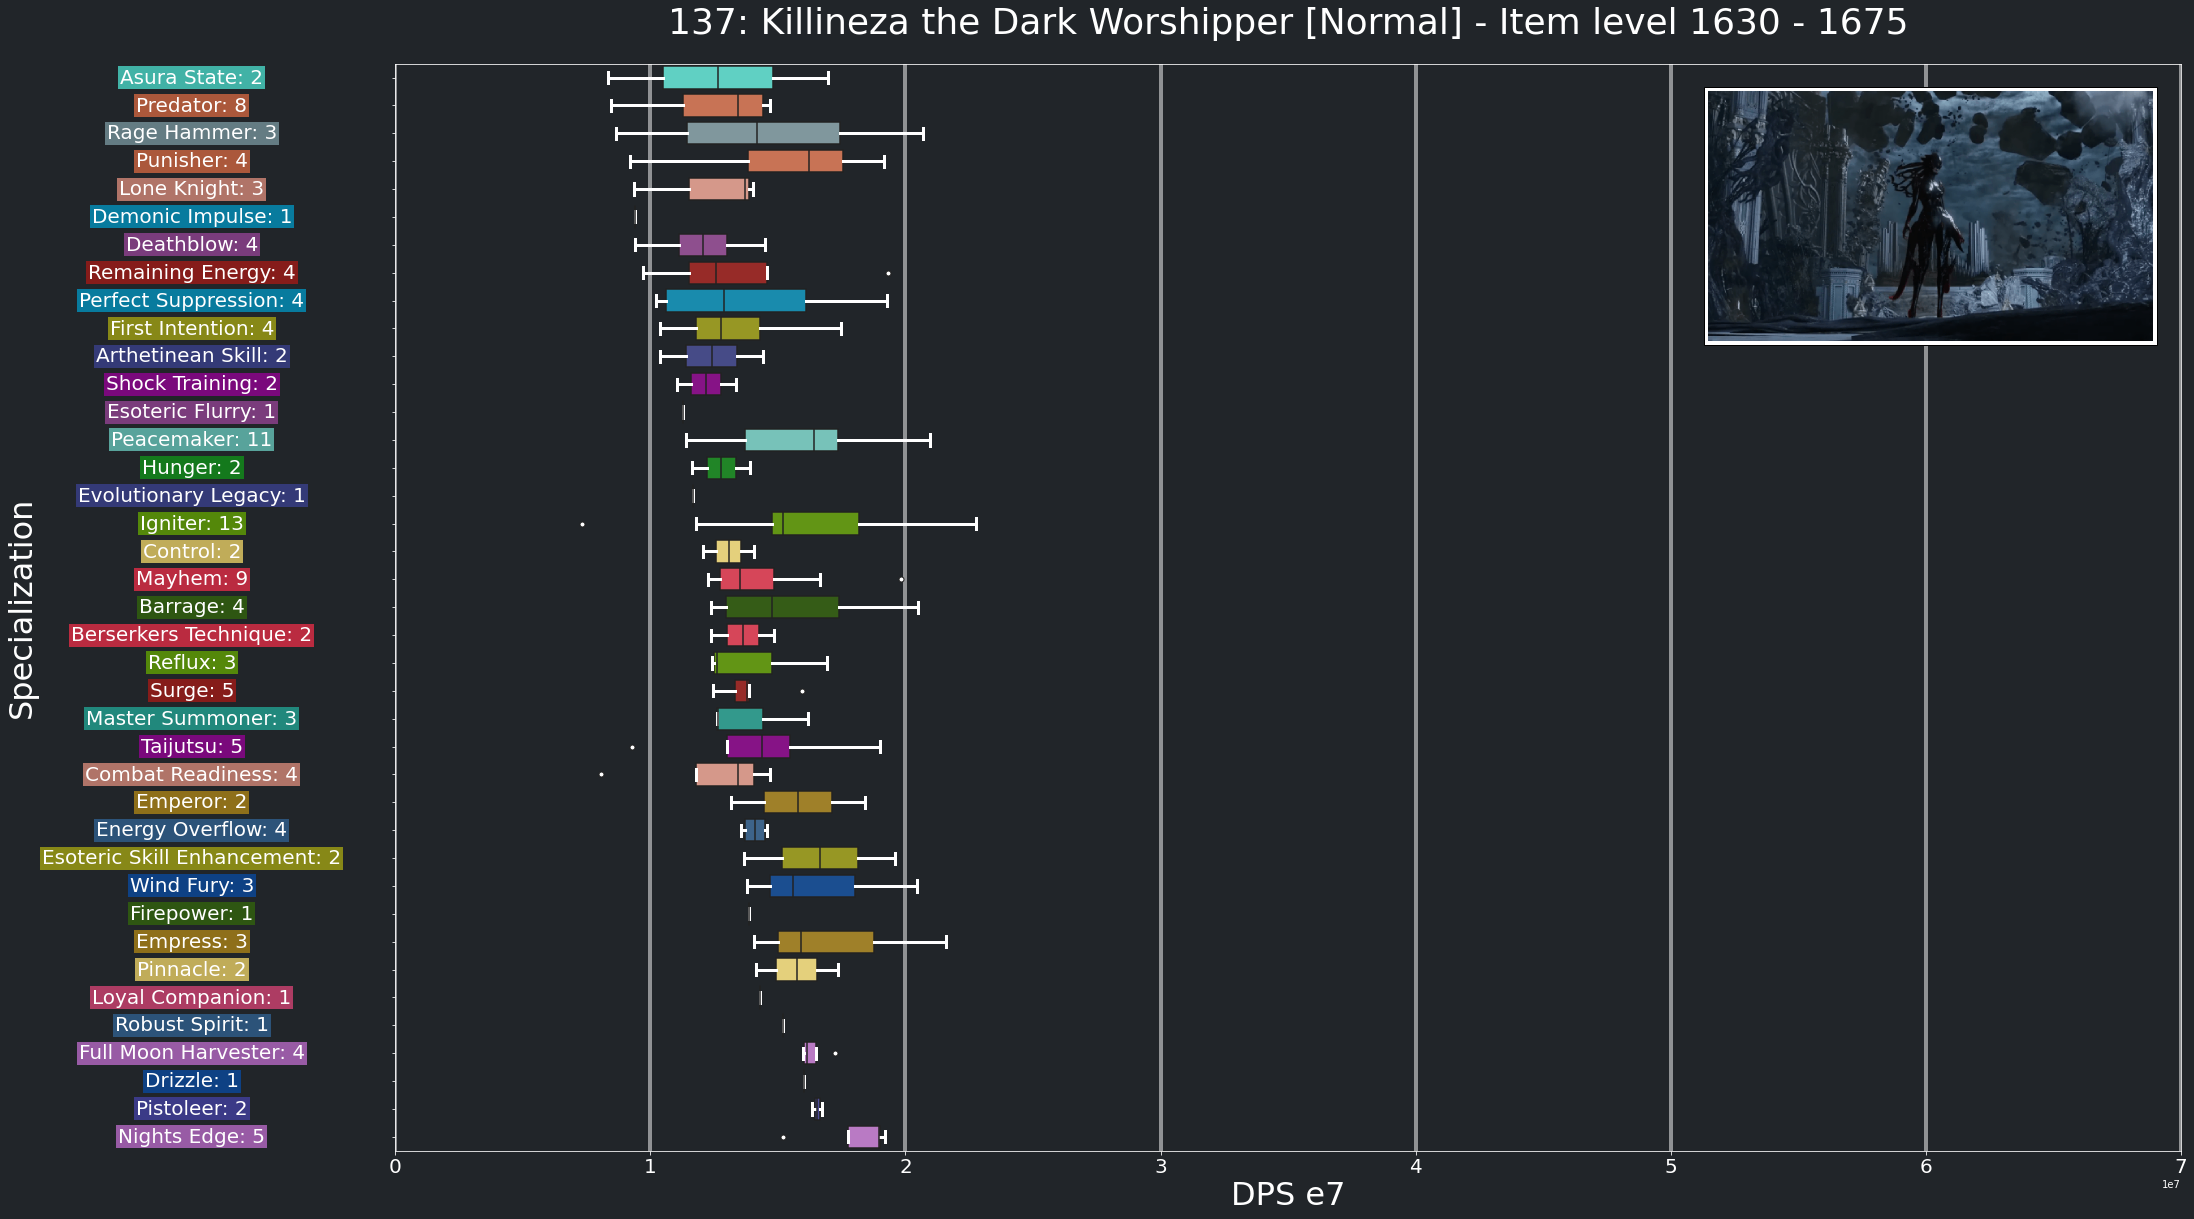 137: Killineza the Dark Worshipper [Normal] - Item level 1630 - 1675
Specialization
Asura State: 2
Predator: 8
Rage Hammer: 3
Punisher: 4
Lone Knight: 3
Demonic Impulse: 1
Deathblow: 4
Remaining Energy: 4
Perfect Suppression: 4
First Intention: 4
Arthetinean Skill: 2
Shock Training: 2
Esoteric Flurry: 1
Peacemaker: 11
Hunger: 2
Evolutionary Legacy: 1
Igniter: 13
Control: 2
Mayhem: 9
Barrage: 4
Berserkers Technique: 2
Reflux: 3
Surge: 5
Master Summoner: 3
Taijutsu: 5
Combat Readiness: 4
Emperor: 2
Energy Overflow: 4
Esoteric Skill Enhancement: 2
Wind Fury: 3
Firepower: 1
Empress: 3
Pinnacle: 2
Loyal Companion: 1
Robust Spirit: 1
Full Moon Harvester: 4
Drizzle: 1
Pistoleer: 2
Nights Edge: 5
0 1 2 3 4 5 6 7
1e7
DPS e7